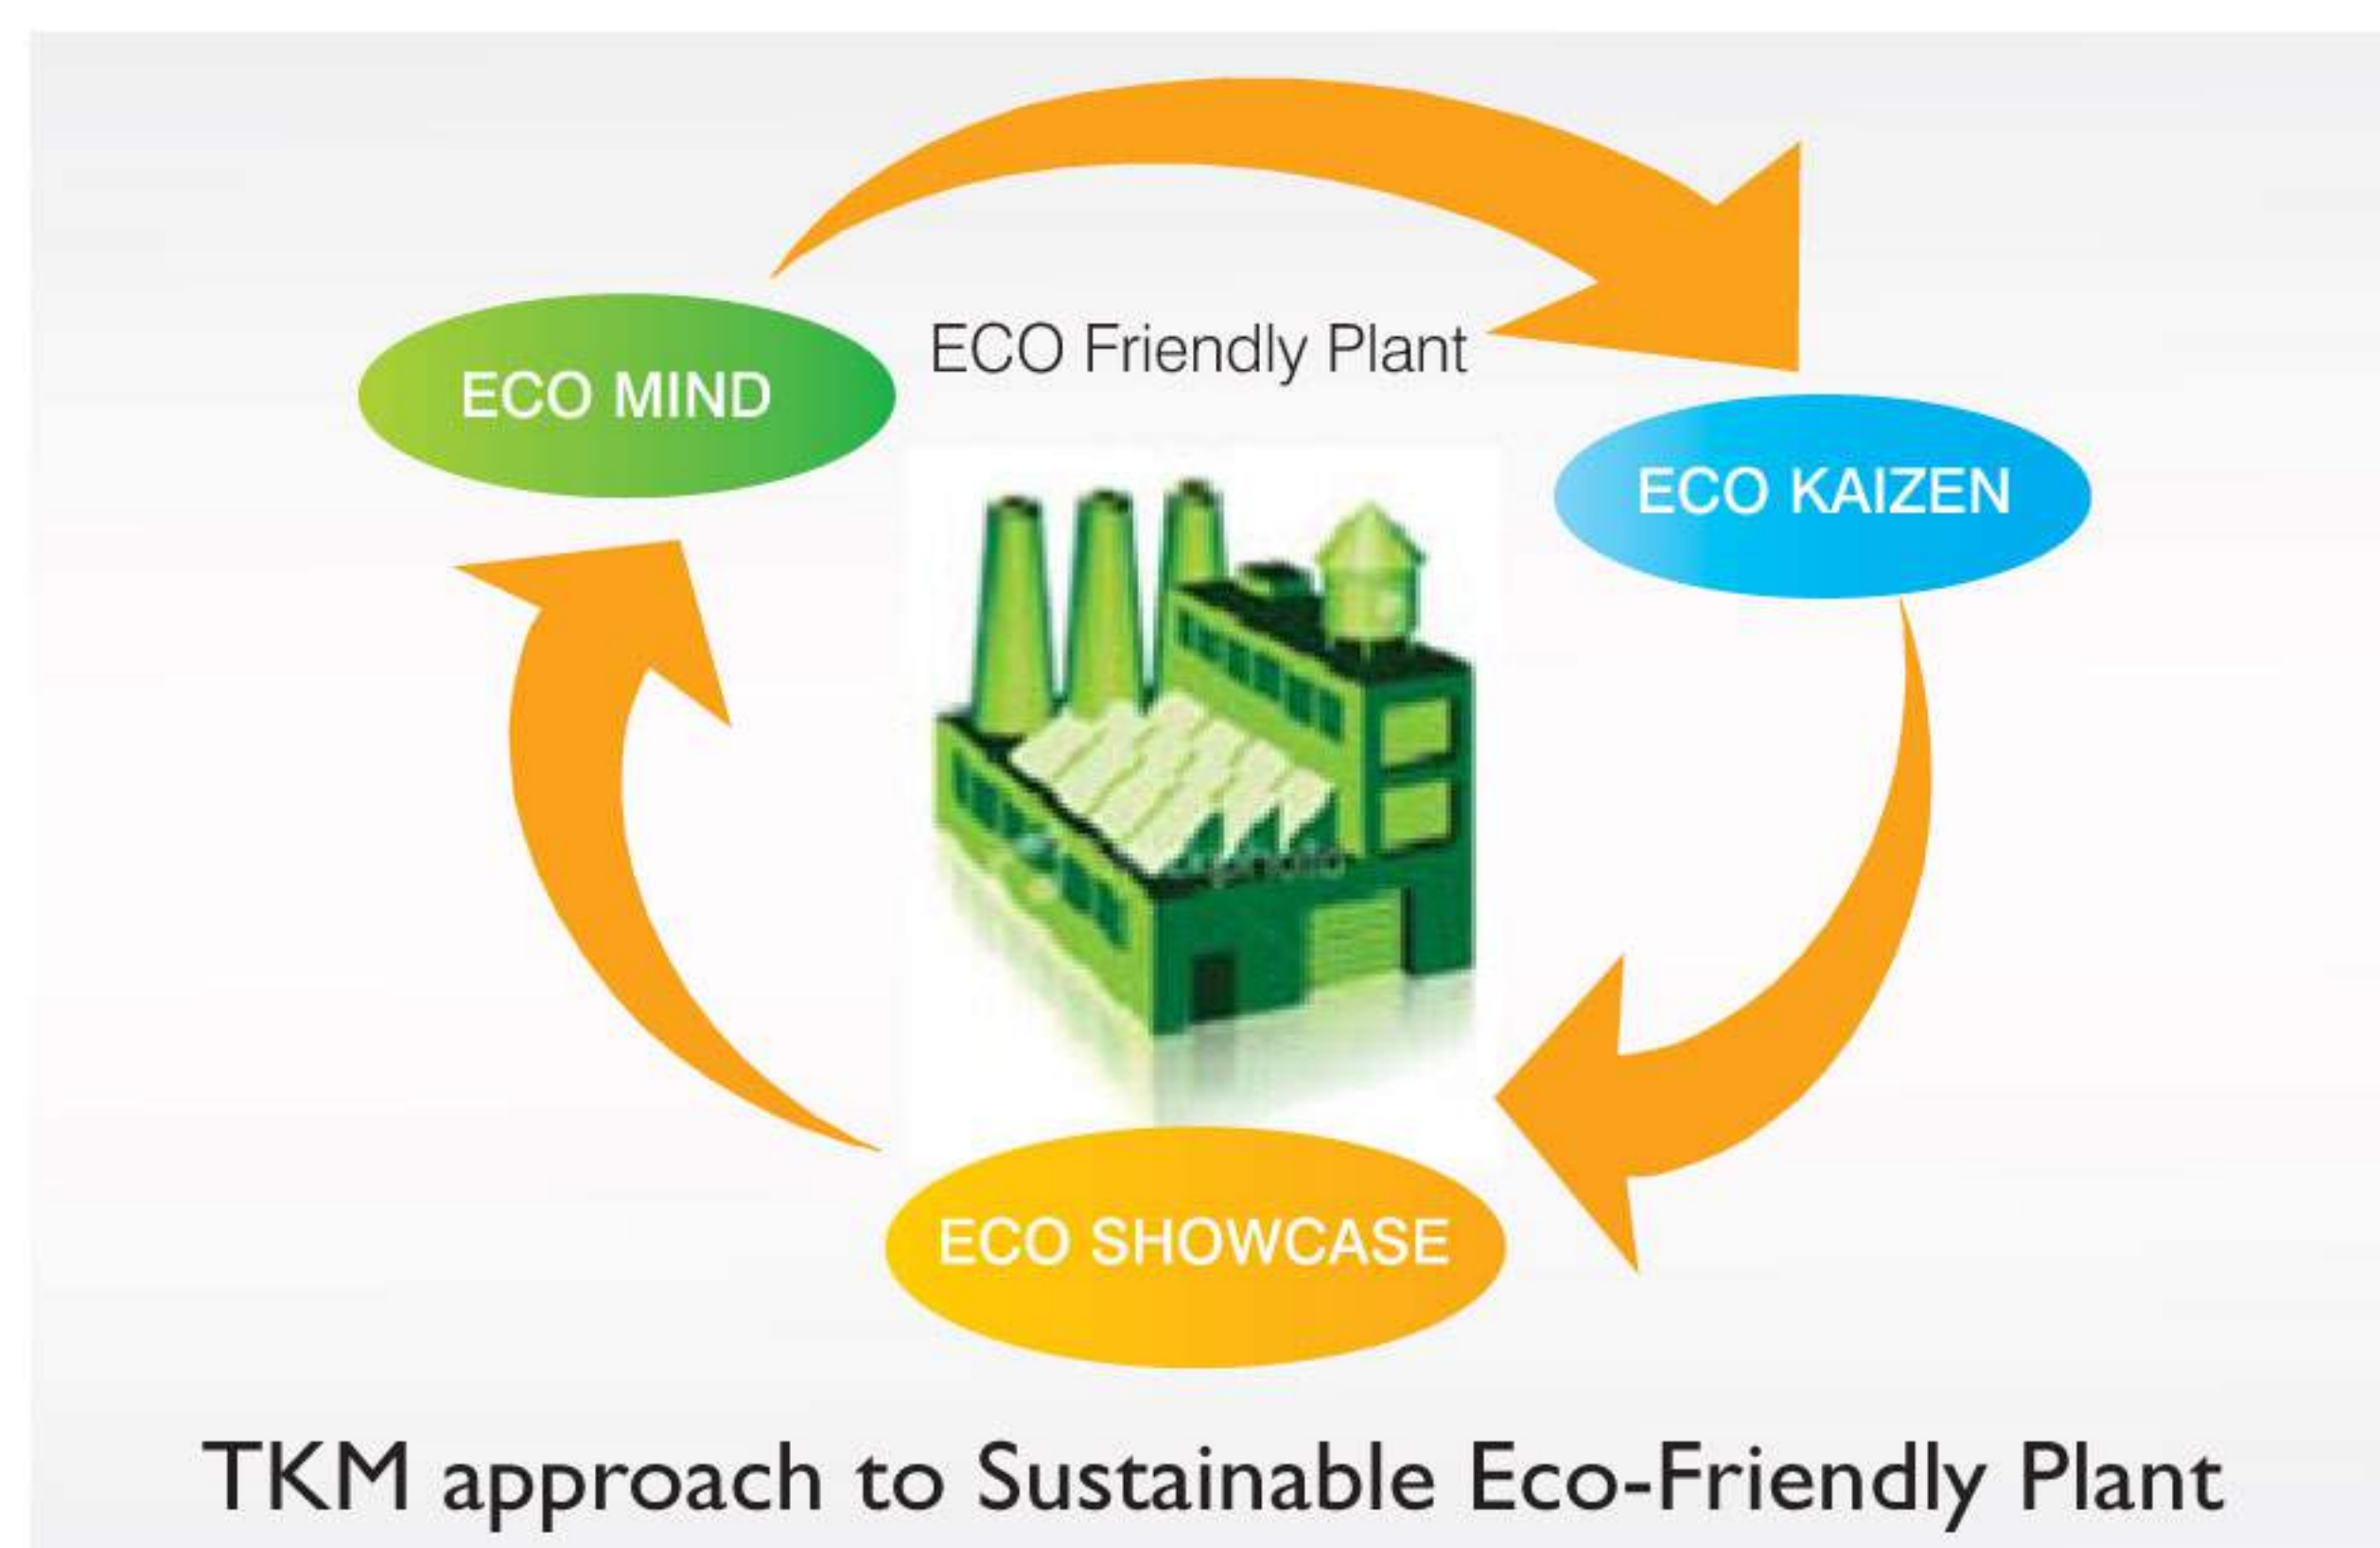 ECO Friendly Plant
ECO MIND
ECO KAIZEN
ECO SHOWCASE
TKM approach to Sustainable Eco-Friendly Plant